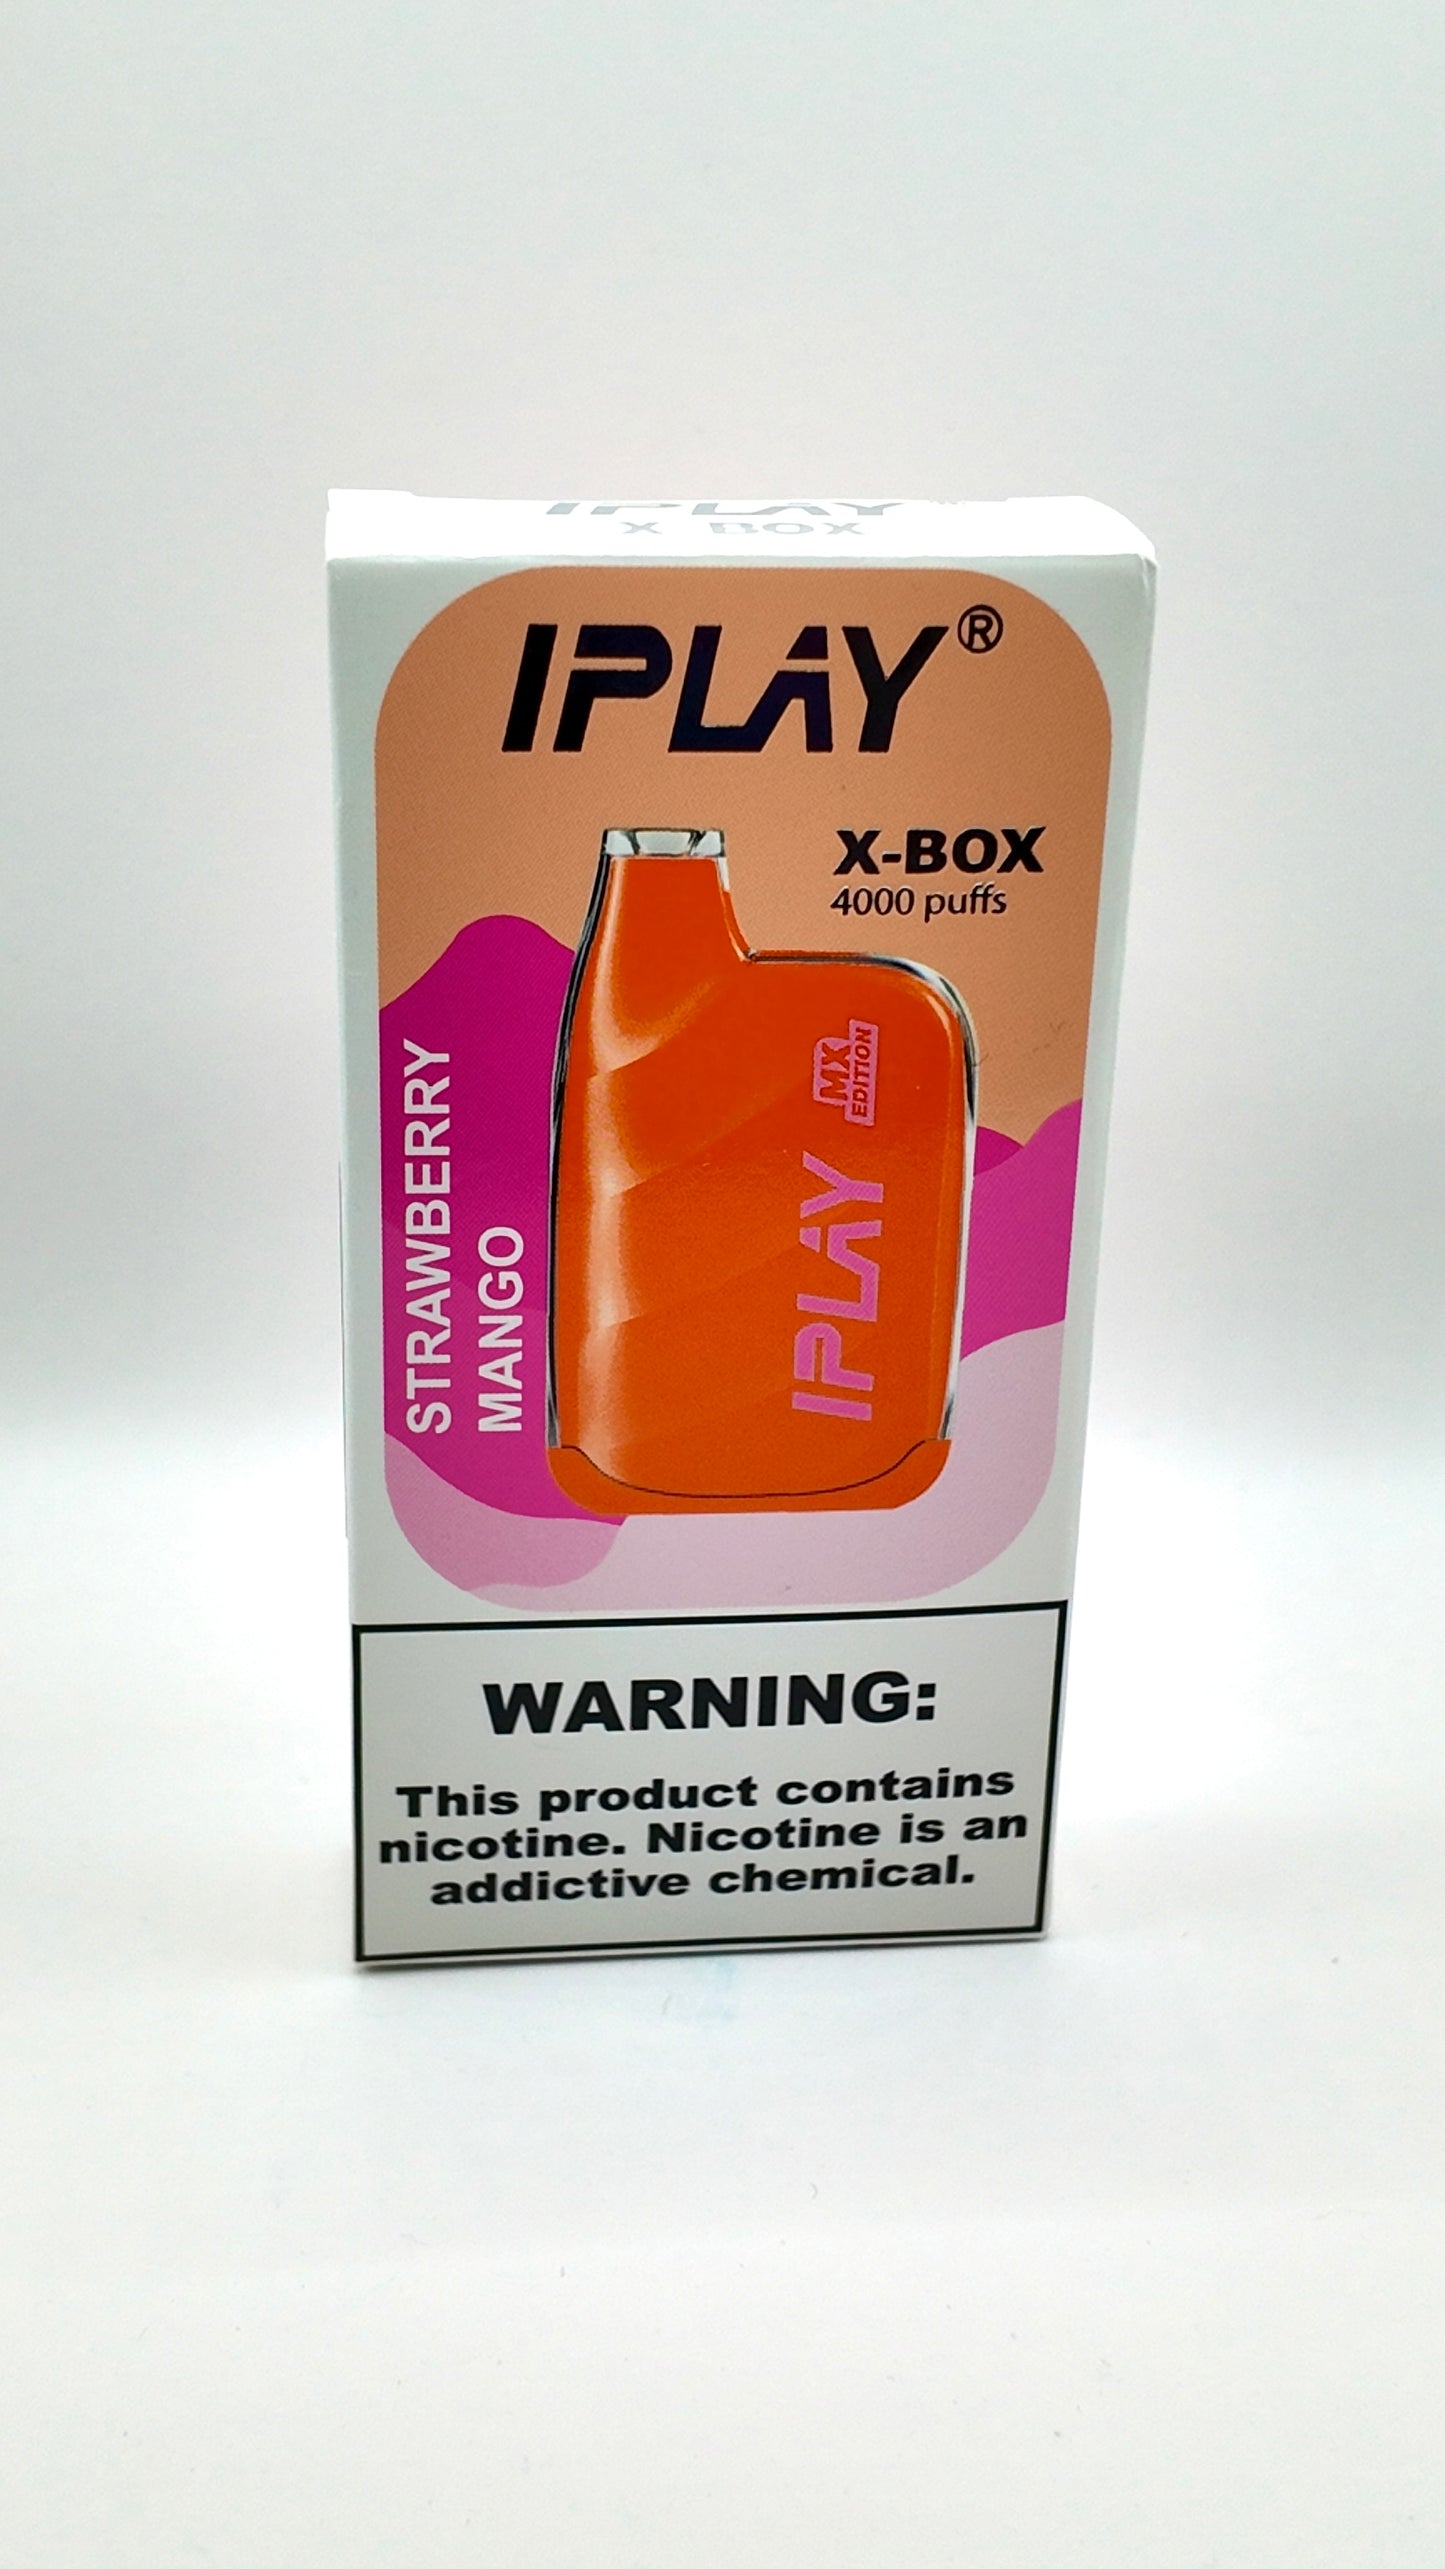 IPLAY
X BOX
IPLAY®
X-BOX
4000 puffs
STRAWBERRY
MANGO
MX
EDITION
IPLAY
WARNING:
This product contains
nicotine. Nicotine is an
addictive chemical.